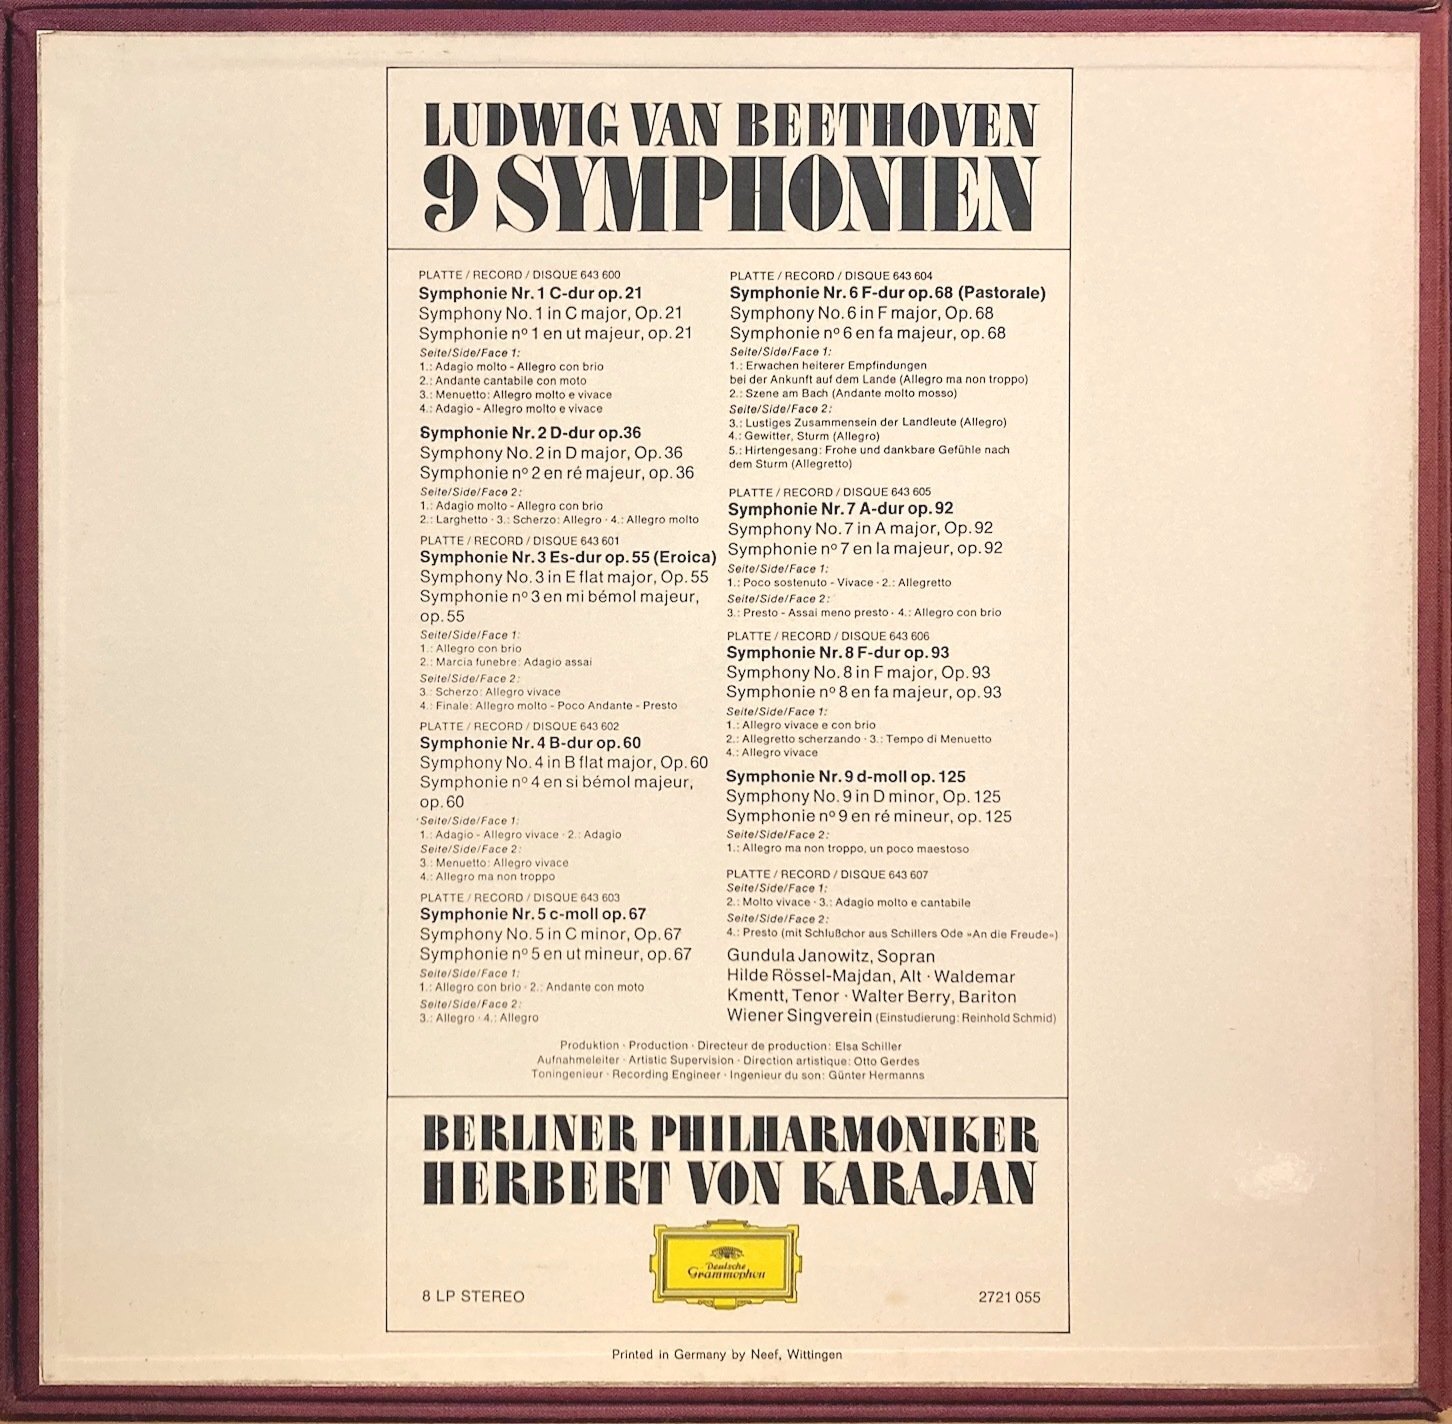 LUDWIG VAN BEETHOVEN
9 SYMPHONIEN
PLATTE / RECORD / DISQUE 643 600
Symphonie Nr. 1 C-dur op. 21
Symphony No. 1 in C major, Op. 21
Symphonie nº 1 en ut majeur, op. 21
Seite/Side/Face 1:
1.: Adagio molto - Allegro con brio
2.: Andante cantabile con moto
3.: Menuetto: Allegro molto e vivace
4.: Adagio - Allegro molto e vivace
Symphonie Nr. 2 D-dur op. 36
Symphony No. 2 in D major, Op. 36
Symphonie nº 2 en ré majeur, op. 36
Seite/Side/Face 2:
1.: Adagio molto - Allegro con brio
2.: Larghetto · 3.: Scherzo: Allegro · 4.: Allegro molto
PLATTE / RECORD / DISQUE 643 601
Symphonie Nr. 3 Es-dur op. 55 (Eroica)
Symphony No. 3 in E flat major, Op. 55
Symphonie nº 3 en mi bémol majeur,
op. 55
Seite/Side/Face 1:
1.: Allegro con brio
2.: Marcia funebre: Adagio assai
Seite/Side/Face 2:
3.: Scherzo: Allegro vivace
4.: Finale: Allegro molto - Poco Andante - Presto
PLATTE / RECORD / DISQUE 643 602
Symphonie Nr. 4 B-dur op. 60
Symphony No. 4 in B flat major, Op. 60
Symphonie nº 4 en si bémol majeur,
op. 60
Seite/Side/Face 1:
1.: Adagio - Allegro vivace · 2.: Adagio
Seite/Side/Face 2:
3.: Menuetto: Allegro vivace
4.: Allegro ma non troppo
PLATTE / RECORD / DISQUE 643 603
Symphonie Nr. 5 c-moll op. 67
Symphony No. 5 in C minor, Op. 67
Symphonie nº 5 en ut mineur, op. 67
Seite/Side/Face 1:
1.: Allegro con brio · 2.: Andante con moto
Seite/Side/Face 2:
3.: Allegro · 4.: Allegro
PLATTE / RECORD / DISQUE 643 604
Symphonie Nr. 6 F-dur op. 68 (Pastorale)
Symphony No. 6 in F major, Op. 68
Symphonie nº 6 en fa majeur, op. 68
Seite/Side/Face 1:
1.: Erwachen heiterer Empfindungen
bei der Ankunft auf dem Lande (Allegro ma non troppo)
2.: Szene am Bach (Andante molto mosso)
Seite/Side/Face 2:
3.: Lustiges Zusammensein der Landleute (Allegro)
4.: Gewitter, Sturm (Allegro)
5.: Hirtengesang: Frohe und dankbare Gefühle nach
dem Sturm (Allegretto)
PLATTE / RECORD / DISQUE 643 605
Symphonie Nr. 7 A-dur op. 92
Symphony No. 7 in A major, Op. 92
Symphonie nº 7 en la majeur, op. 92
Seite/Side/Face 1:
1.: Poco sostenuto - Vivace · 2.: Allegretto
Seite/Side/Face 2:
3.: Presto - Assai meno presto · 4.: Allegro con brio
PLATTE / RECORD / DISQUE 643 606
Symphonie Nr. 8 F-dur op. 93
Symphony No. 8 in F major, Op. 93
Symphonie nº 8 en fa majeur, op. 93
Seite/Side/Face 1:
1.: Allegro vivace e con brio
2.: Allegretto scherzando · 3.: Tempo di Menuetto
4.: Allegro vivace
Symphonie Nr. 9 d-moll op. 125
Symphony No. 9 in D minor, Op. 125
Symphonie nº 9 en ré mineur, op. 125
Seite/Side/Face 2:
1.: Allegro ma non troppo, un poco maestoso
PLATTE / RECORD / DISQUE 643 607
Seite/Side/Face 1:
2.: Molto vivace · 3.: Adagio molto e cantabile
Seite/Side/Face 2:
4.: Presto (mit Schlußchor aus Schillers Ode »An die Freude«)
Gundula Janowitz, Sopran
Hilde Rössel-Majdan, Alt · Waldemar
Kmentt, Tenor · Walter Berry, Bariton
Wiener Singverein (Einstudierung: Reinhold Schmid)
Produktion · Production · Directeur de production: Elsa Schiller
Aufnahmeleiter · Artistic Supervision · Direction artistique: Otto Gerdes
Toningenieur · Recording Engineer · Ingenieur du son: Günter Hermanns
BERLINER PHILHARMONIKER
HERBERT VON KARAJAN
Deutsche
Grammophon
8 LP STEREO
2721 055
Printed in Germany by Neef, Wittingen